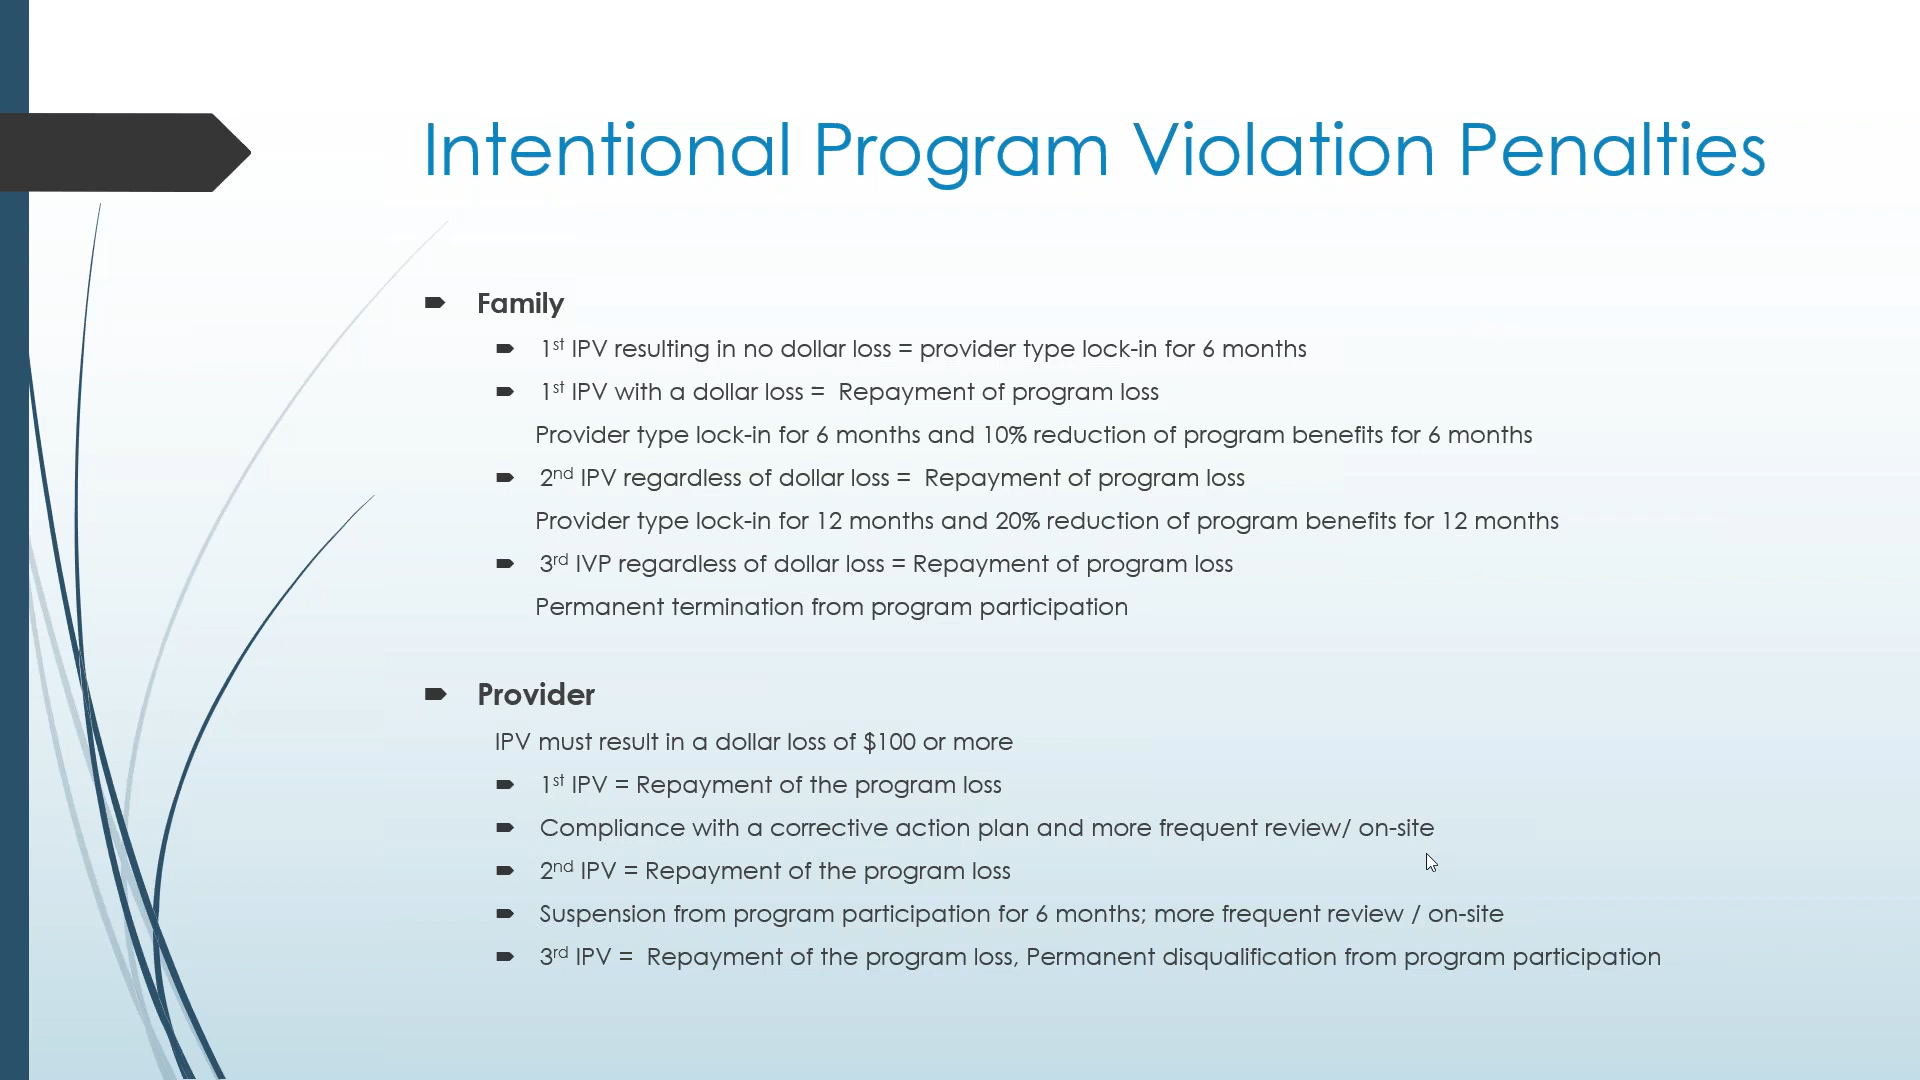 Intentional Program Violation Penalties
Family
1st IPV resulting in no dollar loss = provider type lock-in for 6 months
1st IPV with a dollar loss =  Repayment of program loss
Provider type lock-in for 6 months and 10% reduction of program benefits for 6 months
2nd IPV regardless of dollar loss =  Repayment of program loss
Provider type lock-in for 12 months and 20% reduction of program benefits for 12 months
3rd IVP regardless of dollar loss = Repayment of program loss
Permanent termination from program participation
Provider
IPV must result in a dollar loss of $100 or more
1st IPV = Repayment of the program loss
Compliance with a corrective action plan and more frequent review/ on-site
2nd IPV = Repayment of the program loss
Suspension from program participation for 6 months; more frequent review / on-site
3rd IPV =  Repayment of the program loss, Permanent disqualification from program participation